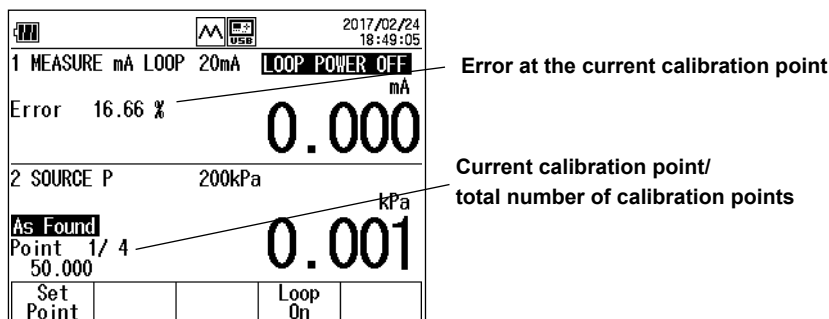 USB
2017/02/24
18:49:05
1 MEASURE mA LOOP 20mA LOOP POWER OFF
mA
Error 16.66 %
0.000
2 SOURCE P 200kPa
kPa
As Found
Point 1/ 4
50.000
0.001
Set Point
Loop On
Error at the current calibration point
Current calibration point/
total number of calibration points